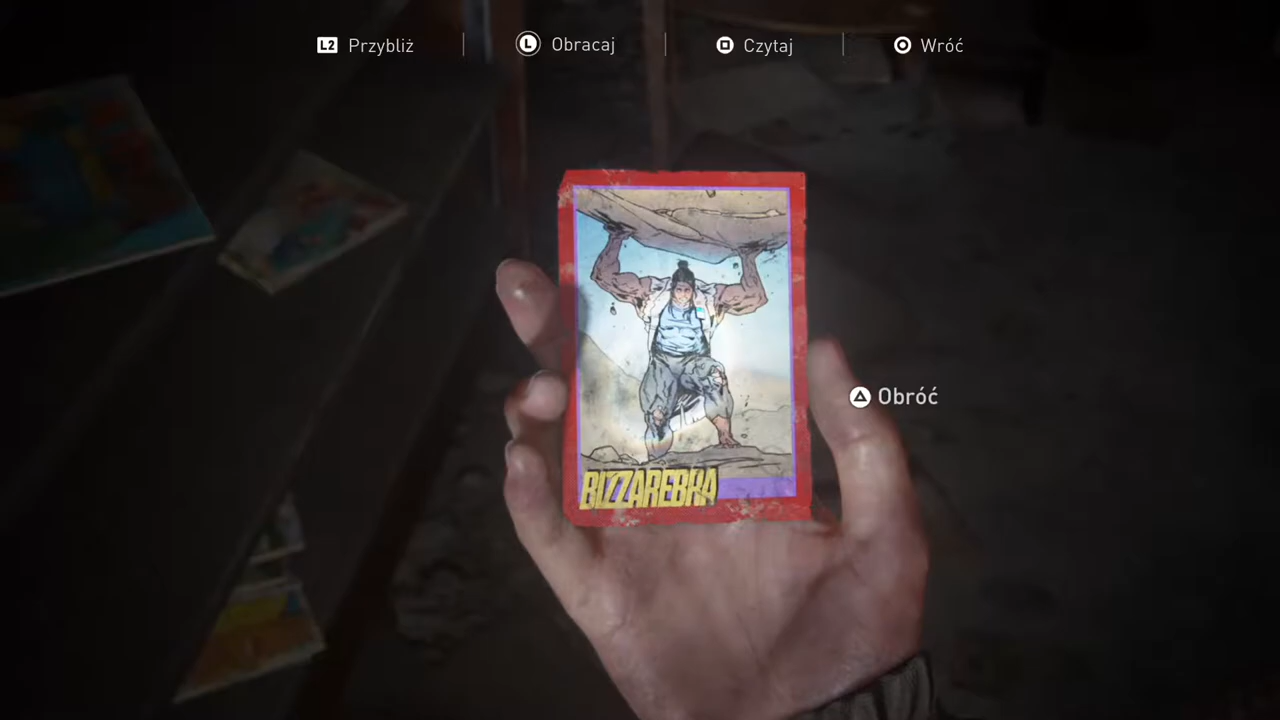 L2 Przybliż
L Obracaj
Czytaj
Wróć
Obróć
BIZZAREBRA